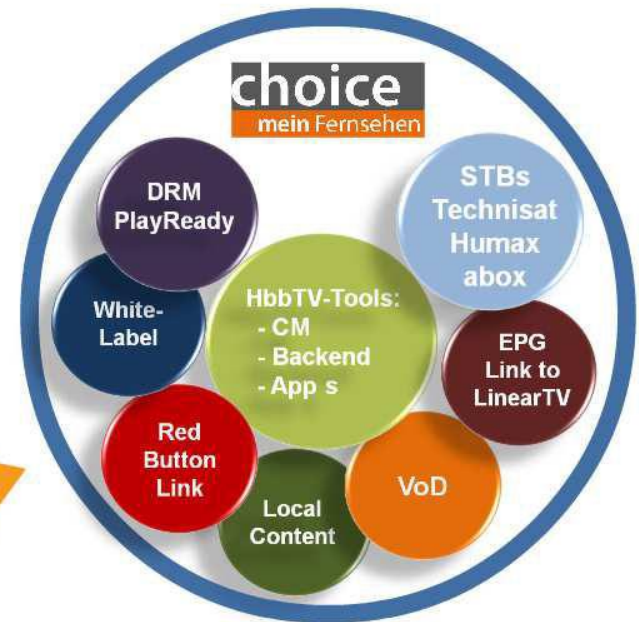 choice
mein Fernsehen
DRM
PlayReady
STBs
Technisat
Humax
abox
White-
Label
HbbTV-Tools:
- CM
- Backend
- App s
EPG
Link to
LinearTV
Red
Button
Link
Local
Content
VoD